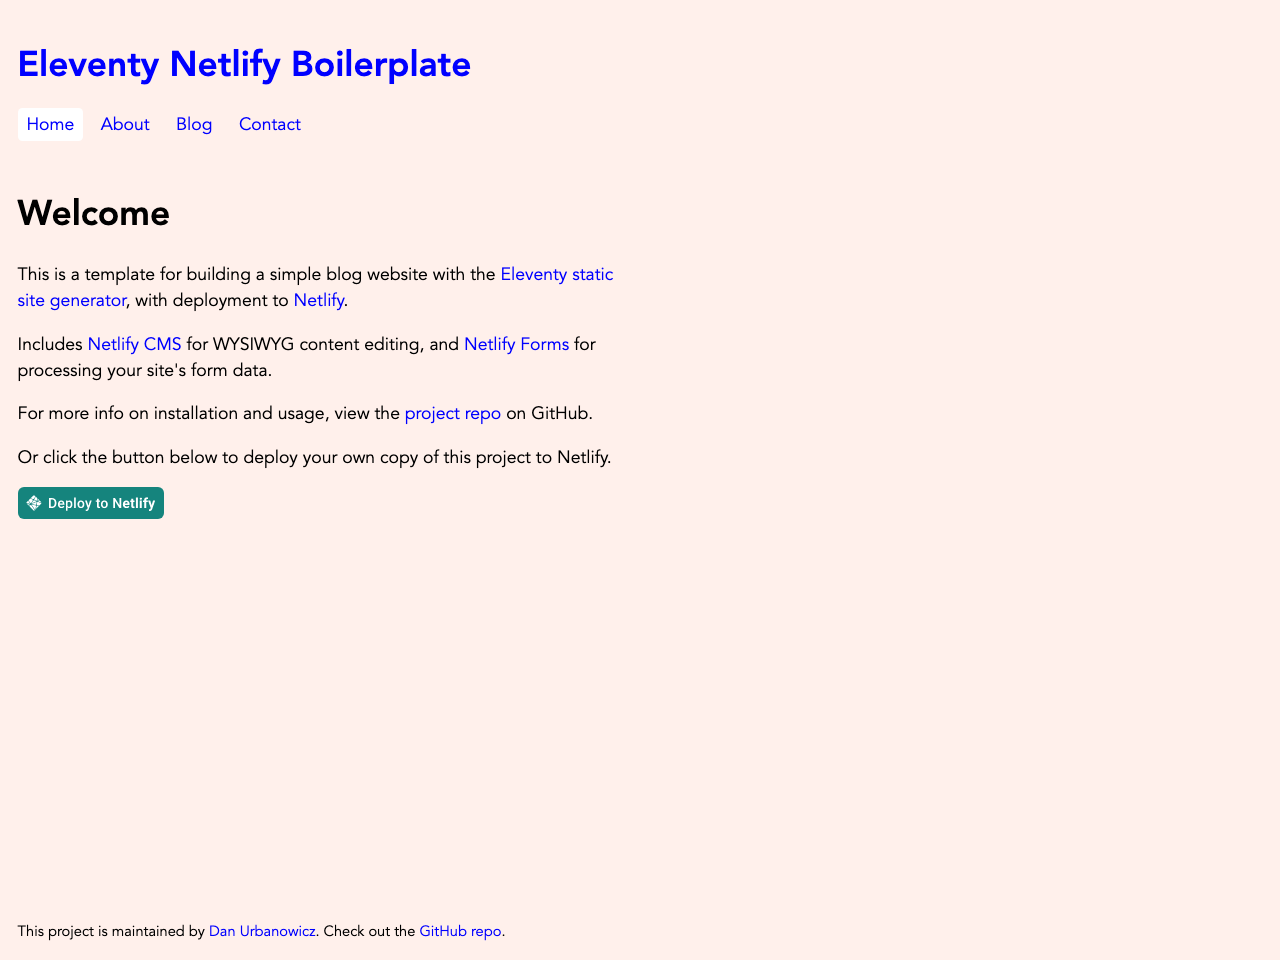 Eleventy Netlify Boilerplate
Home About Blog Contact
Welcome
This is a template for building a simple blog website with the Eleventy static
site generator, with deployment to Netlify.
Includes Netlify CMS for WYSIWYG content editing, and Netlify Forms for
processing your site's form data.
For more info on installation and usage, view the project repo on GitHub.
Or click the button below to deploy your own copy of this project to Netlify.
Deploy to Netlify
This project is maintained by Dan Urbanowicz. Check out the GitHub repo.